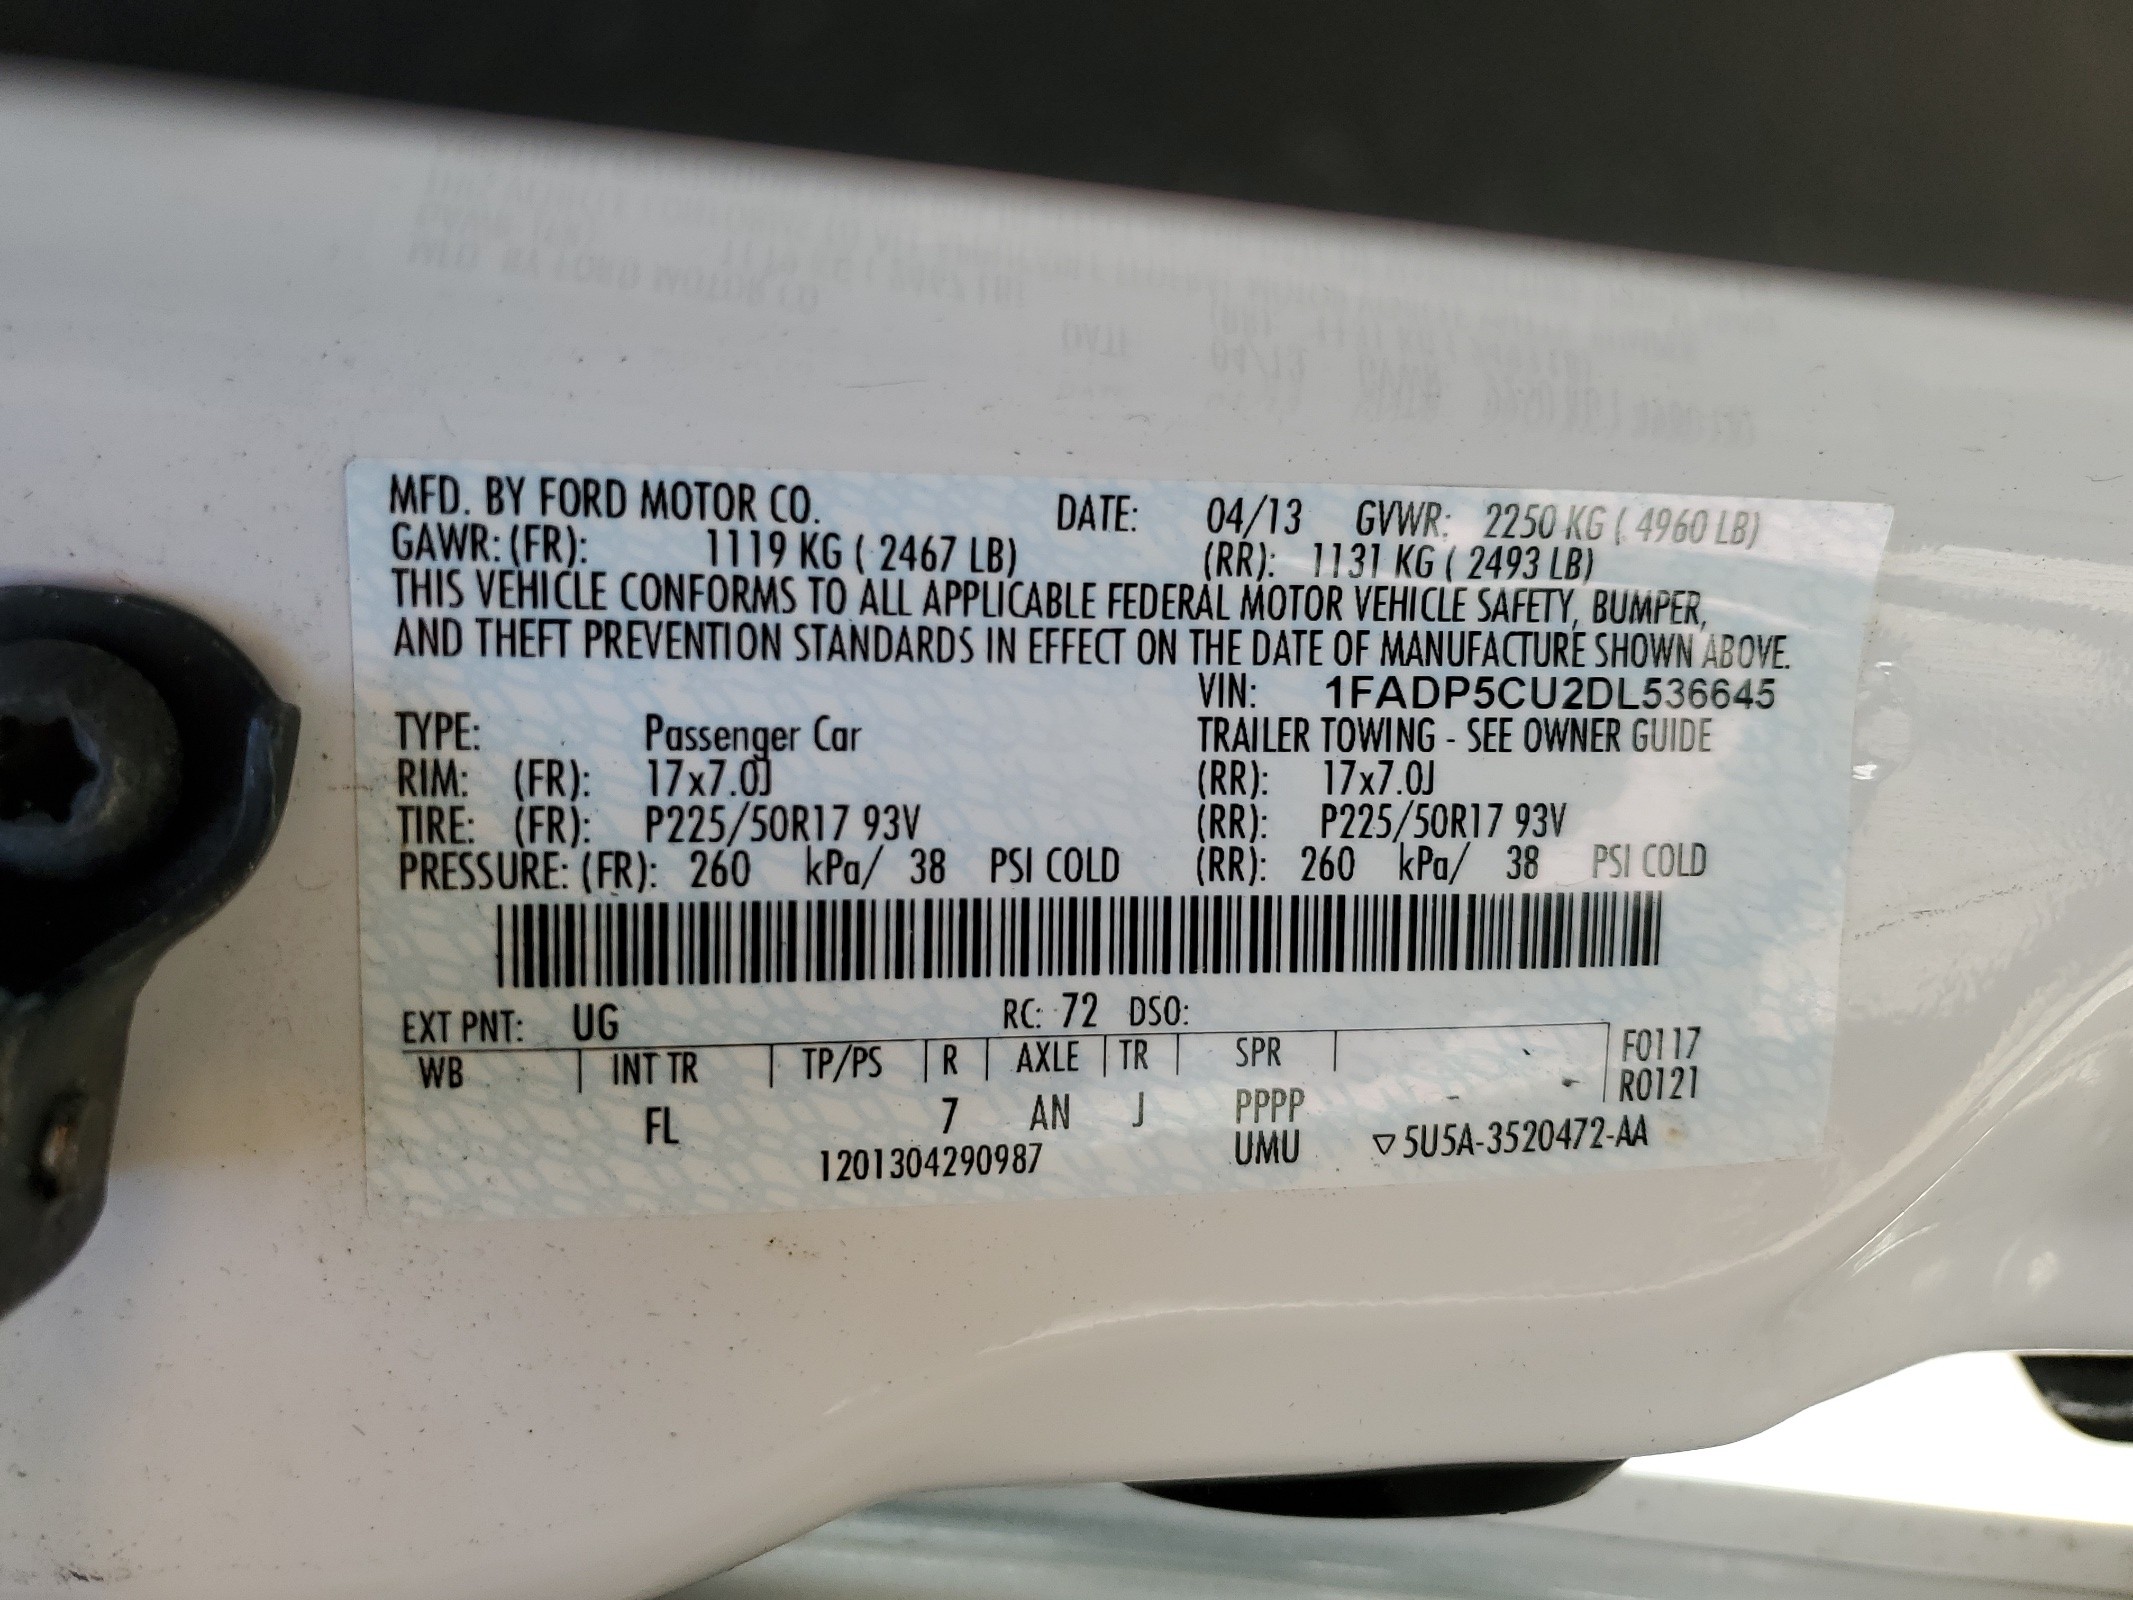 MFD. BY FORD MOTOR CO. DATE: 04/13 GVWR: 2250 KG ( 4960 LB)
GAWR: (FR): 1119 KG ( 2467 LB) (RR): 1131 KG ( 2493 LB)
THIS VEHICLE CONFORMS TO ALL APPLICABLE FEDERAL MOTOR VEHICLE SAFETY, BUMPER,
AND THEFT PREVENTION STANDARDS IN EFFECT ON THE DATE OF MANUFACTURE SHOWN ABOVE.
VIN: 1FADP5CU2DL536645
TYPE: Passenger Car TRAILER TOWING - SEE OWNER GUIDE
RIM: (FR): 17x7.0J (RR): 17x7.0J
TIRE: (FR): P225/50R17 93V (RR): P225/50R17 93V
PRESSURE: (FR): 260 kPa/ 38 PSI COLD (RR): 260 kPa/ 38 PSI COLD
EXT PNT: UG RC: 72 DSO:
WB INT TR TP/PS R AXLE TR SPR F0117
R0121
FL 7 AN J PPPP
1201304290987 UMU ▽5U5A-3520472-AA